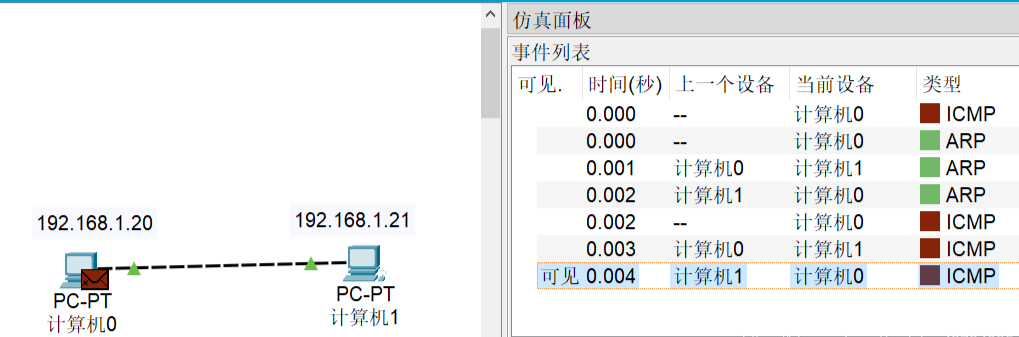 仿真面板
事件列表
可见. 时间(秒) 上一个设备 当前设备 类型
0.000 -- 计算机0 ICMP
0.000 -- 计算机0 ARP
0.001 计算机0 计算机1 ARP
0.002 计算机1 计算机0 ARP
0.002 -- 计算机0 ICMP
0.003 计算机0 计算机1 ICMP
可见 0.004 计算机1 计算机0 ICMP
192.168.1.20
192.168.1.21
PC-PT
计算机0
PC-PT
计算机1